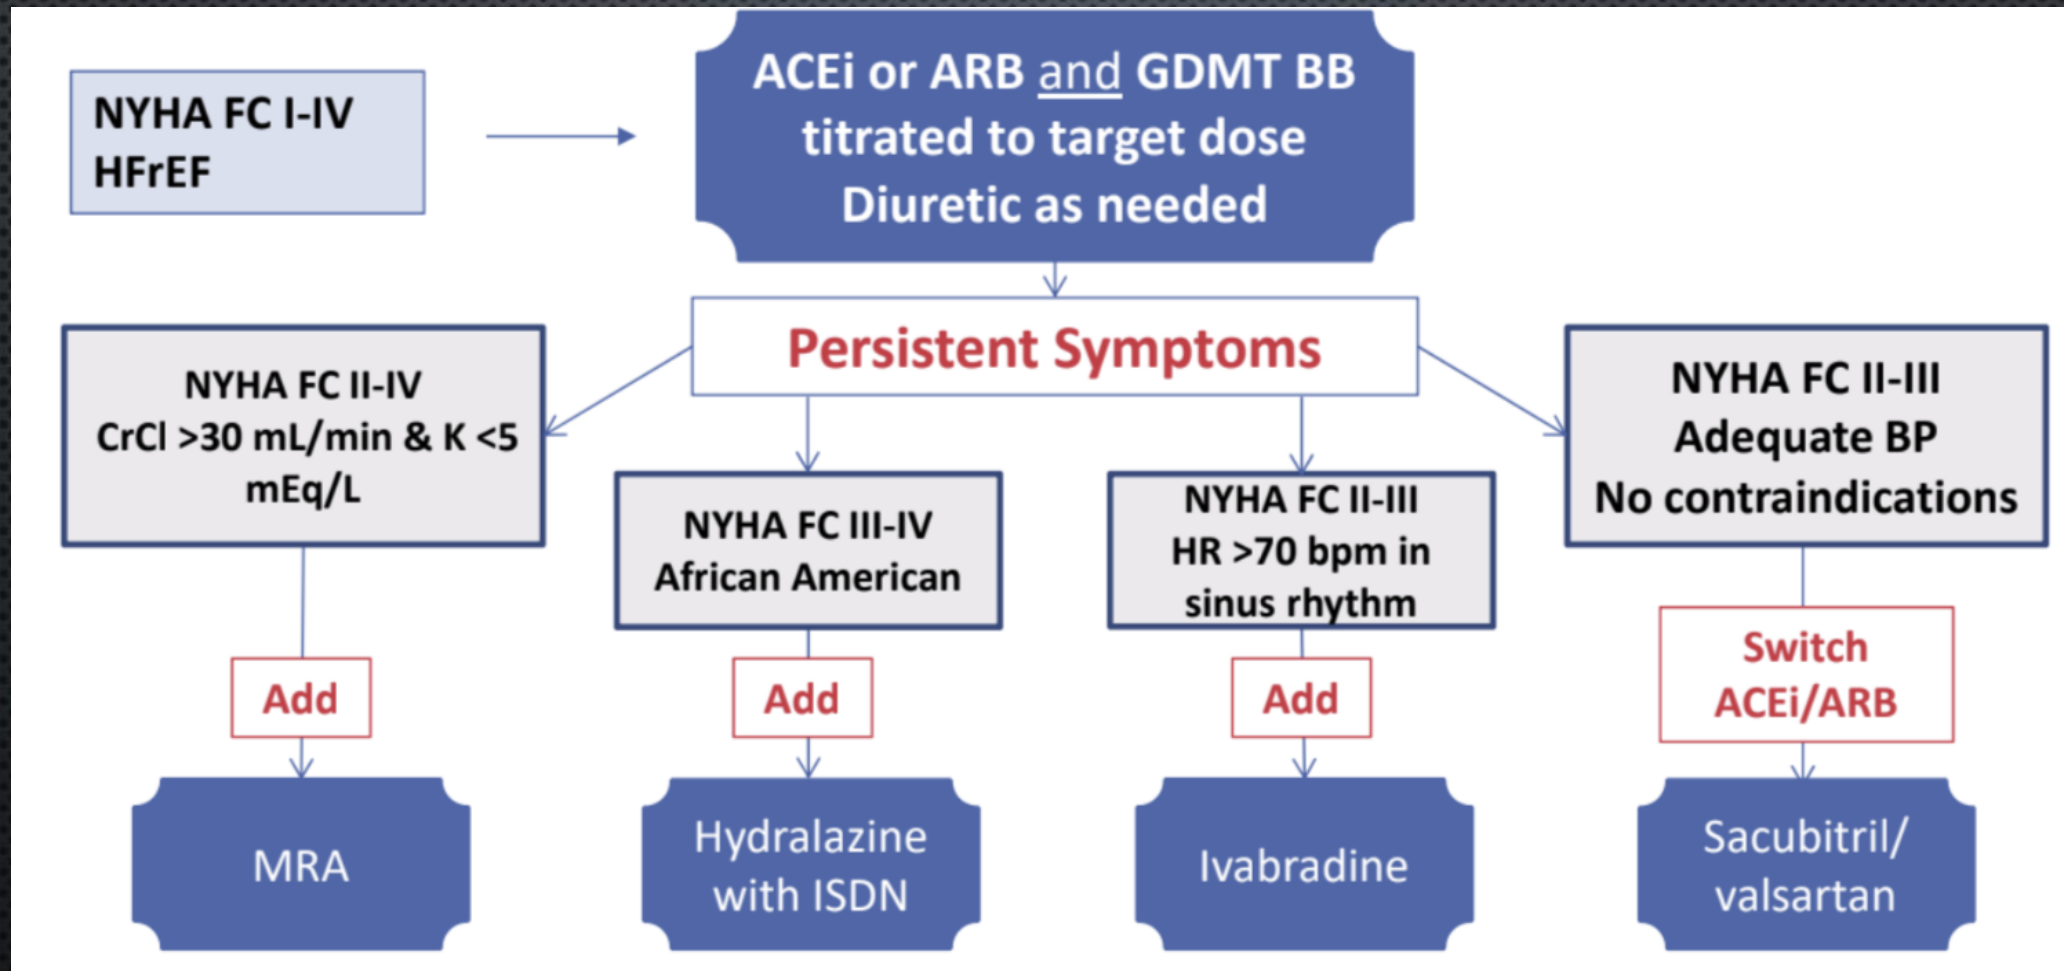 NYHA FC I-IV
HFrEF
ACEi or ARB and GDMT BB
titrated to target dose
Diuretic as needed
Persistent Symptoms
NYHA FC II-IV
CrCl >30 mL/min & K <5
mEq/L
Add
MRA
NYHA FC III-IV
African American
Add
Hydralazine
with ISDN
NYHA FC II-III
HR >70 bpm in
sinus rhythm
Add
Ivabradine
NYHA FC II-III
Adequate BP
No contraindications
Switch
ACEi/ARB
Sacubitril/
valsartan